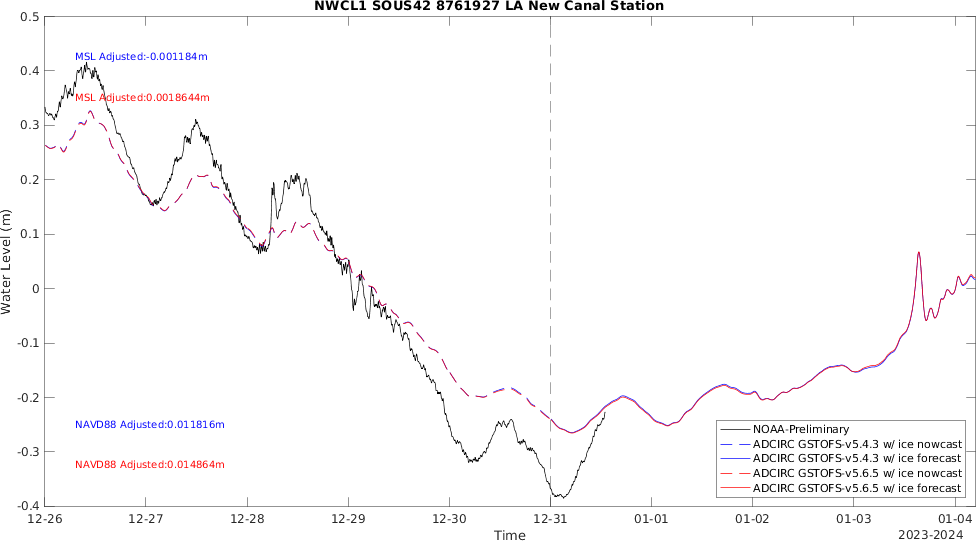 NWCL1 SOUS42 8761927 LA New Canal Station
0.5
0.4
0.3
0.2
0.1
0
-0.1
-0.2
-0.3
-0.4
Water Level (m)
MSL Adjusted:-0.001184m
MSL Adjusted:0.0018644m
NAVD88 Adjusted:0.011816m
NAVD88 Adjusted:0.014864m
NOAA-Preliminary
ADCIRC GSTOFS-v5.4.3 w/ ice nowcast
ADCIRC GSTOFS-v5.4.3 w/ ice forecast
ADCIRC GSTOFS-v5.6.5 w/ ice nowcast
ADCIRC GSTOFS-v5.6.5 w/ ice forecast
12-26 12-27 12-28 12-29 12-30 12-31 01-01 01-02 01-03 01-04
Time
2023-2024